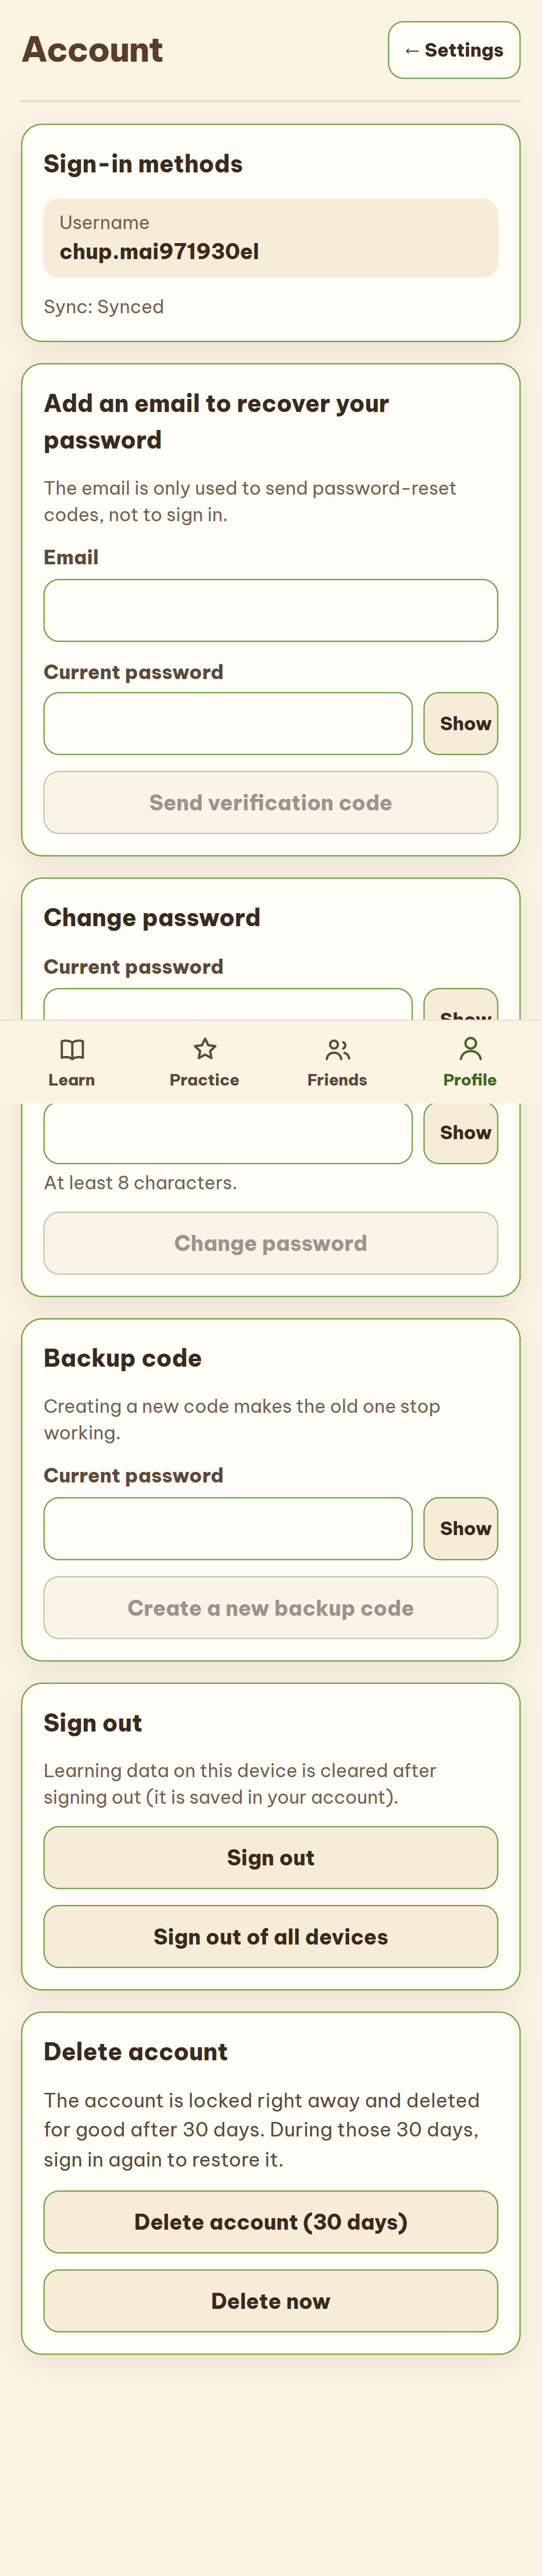 Account
← Settings
Sign-in methods
Username
chup.mai971930el
Sync: Synced
Add an email to recover your
password
The email is only used to send password-reset
codes, not to sign in.
Email
Current password
Show
Send verification code
Change password
Current password
Show
Learn
Practice
Friends
Profile
Show
At least 8 characters.
Change password
Backup code
Creating a new code makes the old one stop
working.
Current password
Show
Create a new backup code
Sign out
Learning data on this device is cleared after
signing out (it is saved in your account).
Sign out
Sign out of all devices
Delete account
The account is locked right away and deleted
for good after 30 days. During those 30 days,
sign in again to restore it.
Delete account (30 days)
Delete now